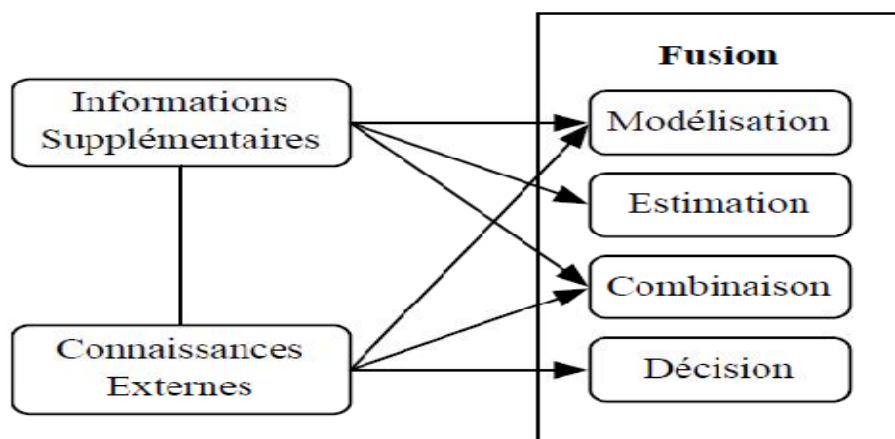 Informations
Supplémentaires
Connaissances
Externes
Fusion
Modélisation
Estimation
Combinaison
Décision